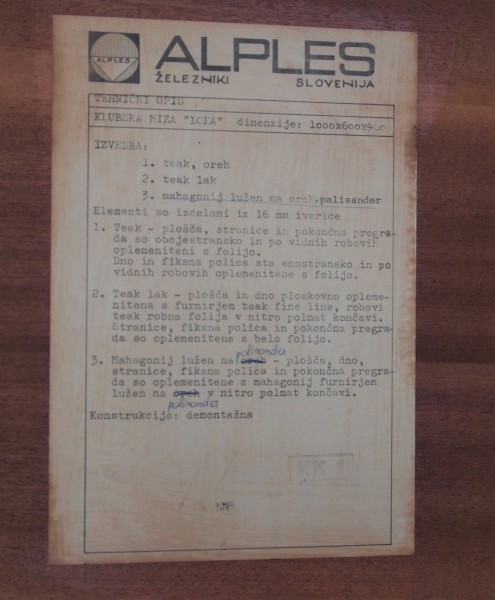 ALPLES
ALPLES
ŽELEZNIKI SLOVENIJA
TEHNIČNI OPIS
KLUBSKA MIZA "LOKA" dimenzije: 1000x600x460
IZVEDBA:
1. teak, oreh
2. teak lak
3. mahagonij lužen na oreh, palisander
Elementi so izdelani iz 16 mm iverice
1. Teak - plošča, stranice in pokončna pregra-
da so obojestransko in po vidnih robovih
oplemeniteni s folijo.
Dno in fiksna polica sta enostransko in po
vidnih robovih oplemenitene s folijo.
2. Teak lak - plošča in dno ploskovno opleme-
nitena s furnirjem teak fine line, robovi
teak robna folija v nitro polmat končavi.
Stranice, fiksna polica in pokončna pregra-
da so oplemenitene z belo folijo.
palisander
3. Mahagonij lužen na oreh - plošča, dno,
stranice, fiksna polica in pokončna pregra-
da so oplemenitene z mahagonij furnirjem
lužen na oreh v nitro polmat končavi.
palisander
Konstrukcija: demontažna
KK 1